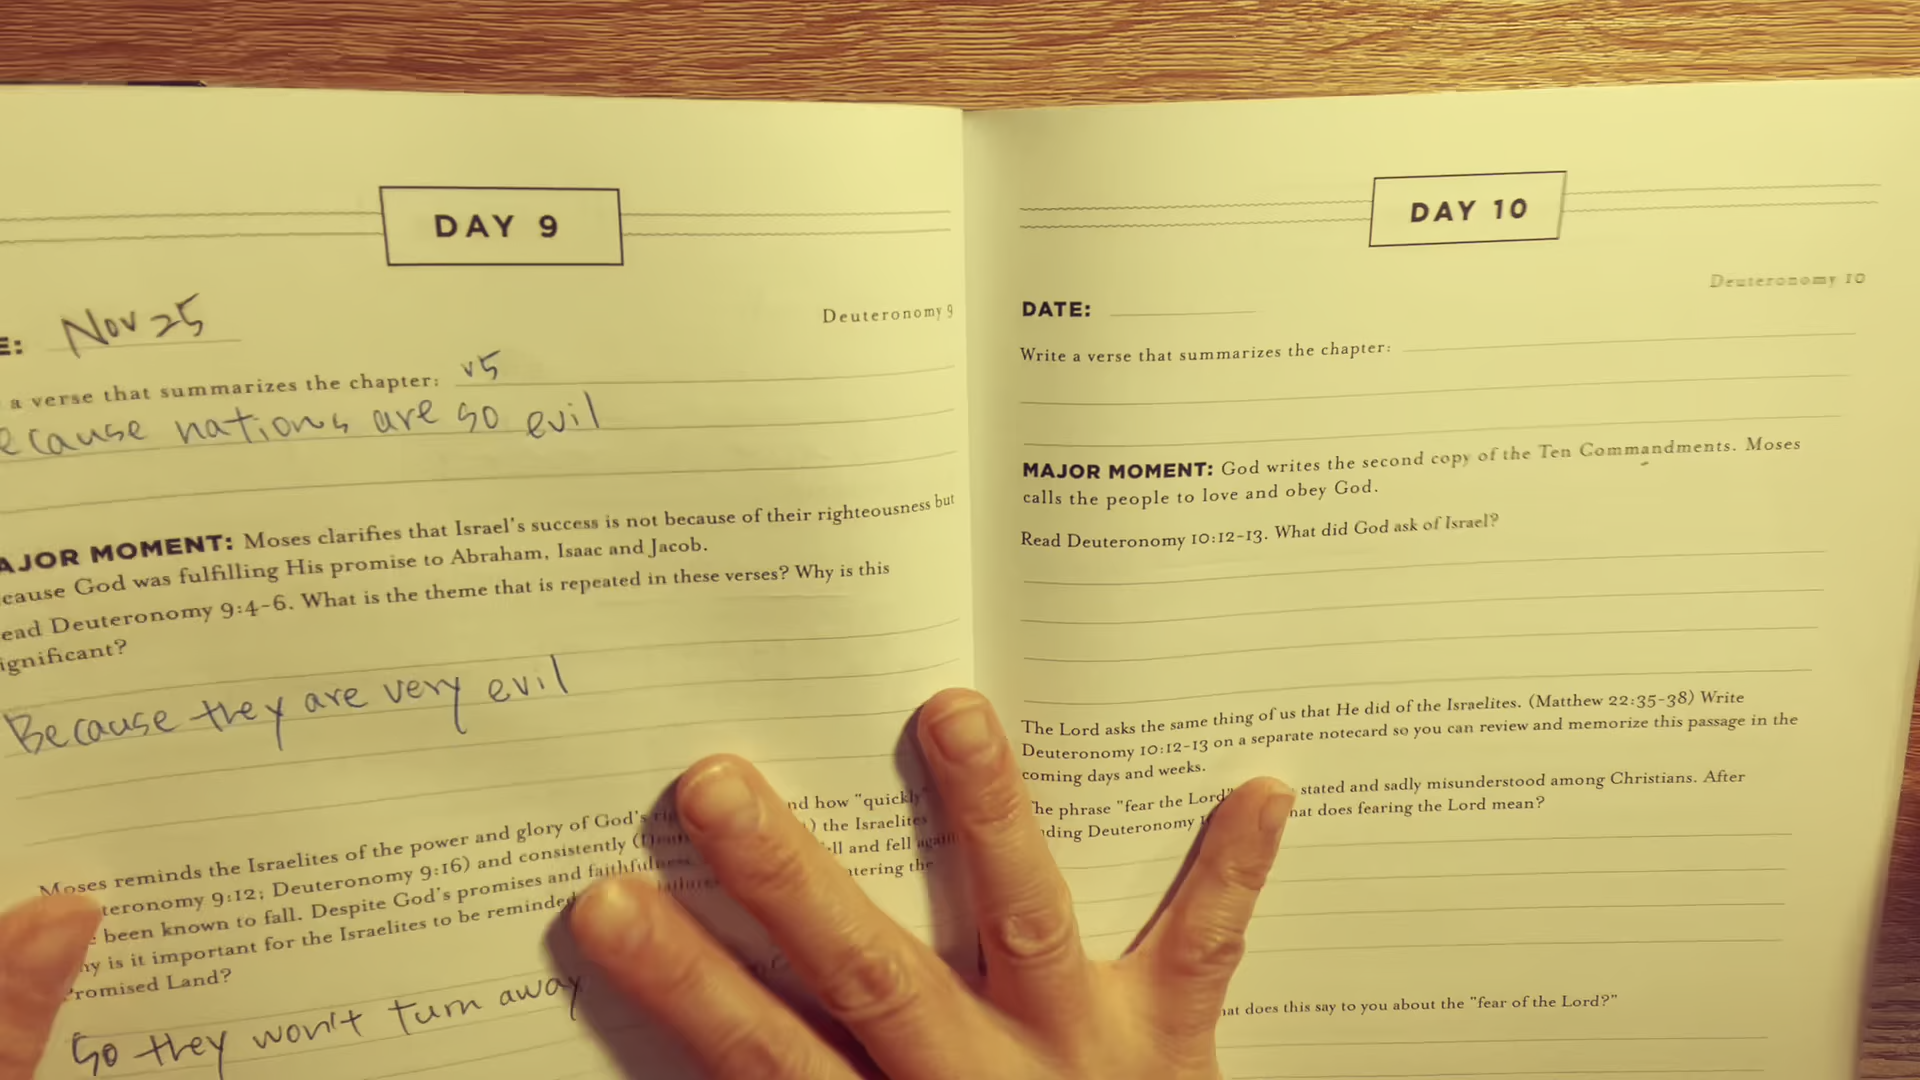 DAY 9
Deuteronomy 9
Nov 25
a verse that summarizes the chapter: v5
nations are so evil
MOMENT: Moses clarifies that Israel's success is not because of their righteousness but
God was fulfilling His promise to Abraham, Isaac and Jacob.
Deuteronomy 9:4-6. What is the theme that is repeated in these verses? Why is this
Because they are very evil
Moses reminds the Israelites of the power and glory of God's and how "quickly"
9:12; Deuteronomy 9:16) and consistently the Israelites
been known to fall. Despite God's promises and faithfulness and fell again
is it important for the Israelites to be reminded the
Promised Land?
So they won't turn away
DAY 10
Deuteronomy 10
DATE:
Write a verse that summarizes the chapter:
MAJOR MOMENT: God writes the second copy of the Ten Commandments. Moses
calls the people to love and obey God.
Read Deuteronomy 10:12-13. What did God ask of Israel?
The Lord asks the same thing of us that He did of the Israelites. (Matthew 22:35-38) Write
Deuteronomy 10:12-13 on a separate notecard so you can review and memorize this passage in the
coming days and weeks.
The phrase "fear the Lord" stated and sadly misunderstood among Christians. After
Deuteronomy what does fearing the Lord mean?
does this say to you about the "fear of the Lord?"